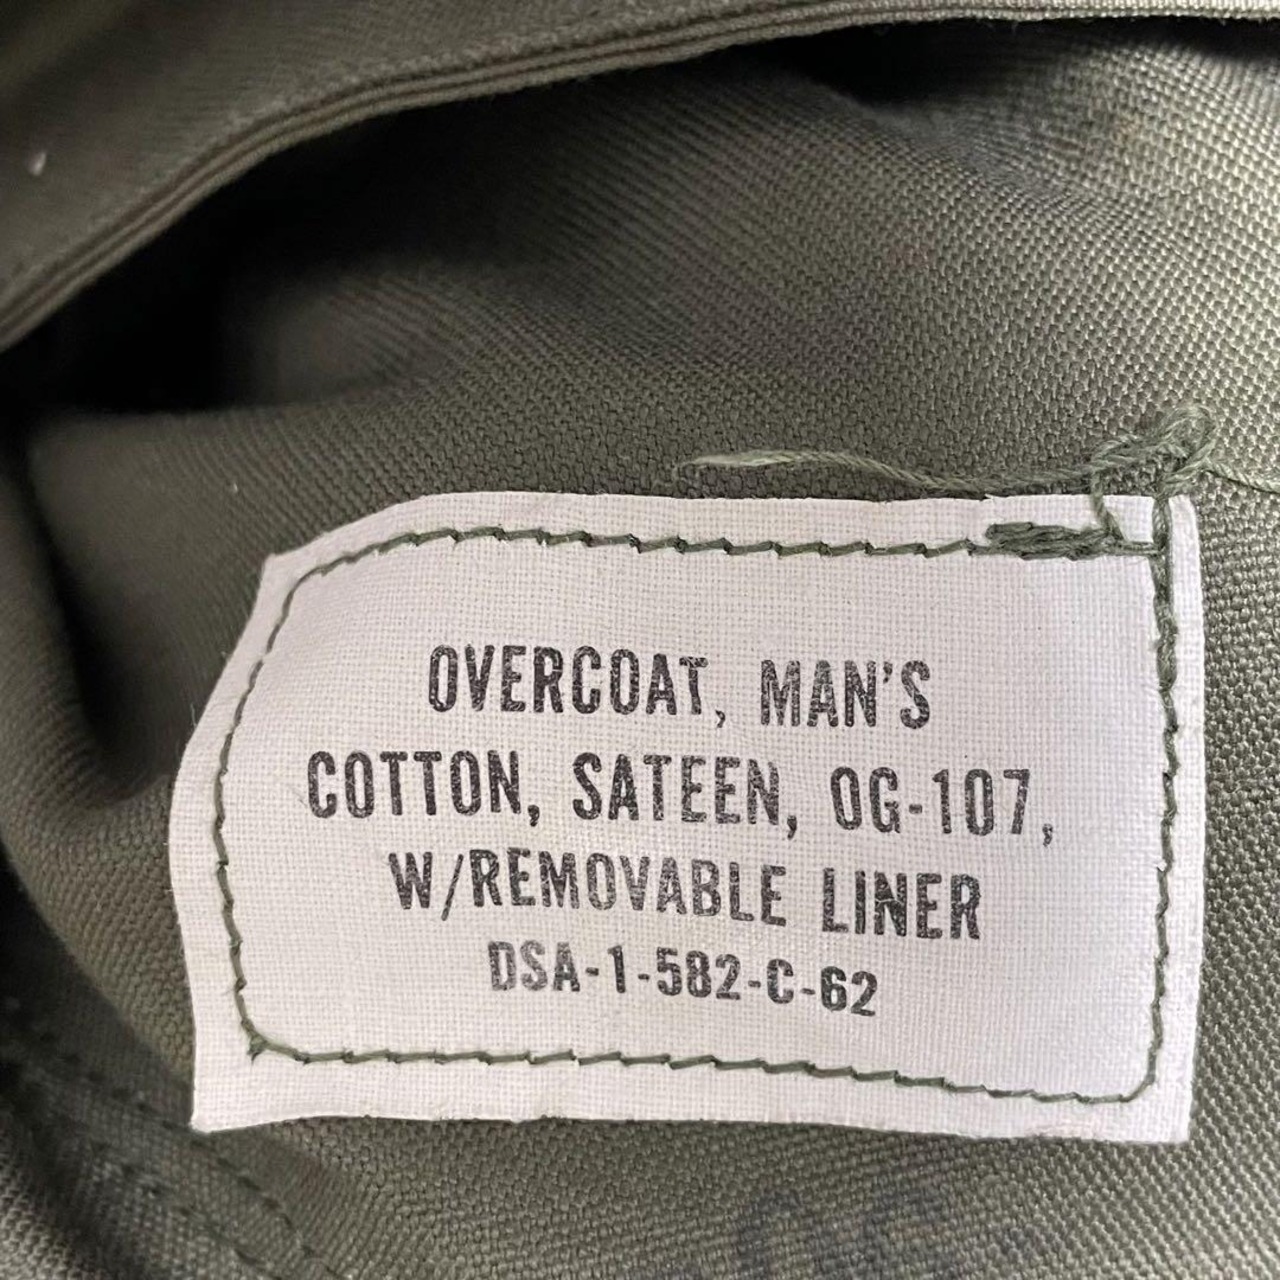 OVERCOAT, MAN'S
COTTON, SATEEN, OG-107,
W/REMOVABLE LINER
DSA-1-582-C-62